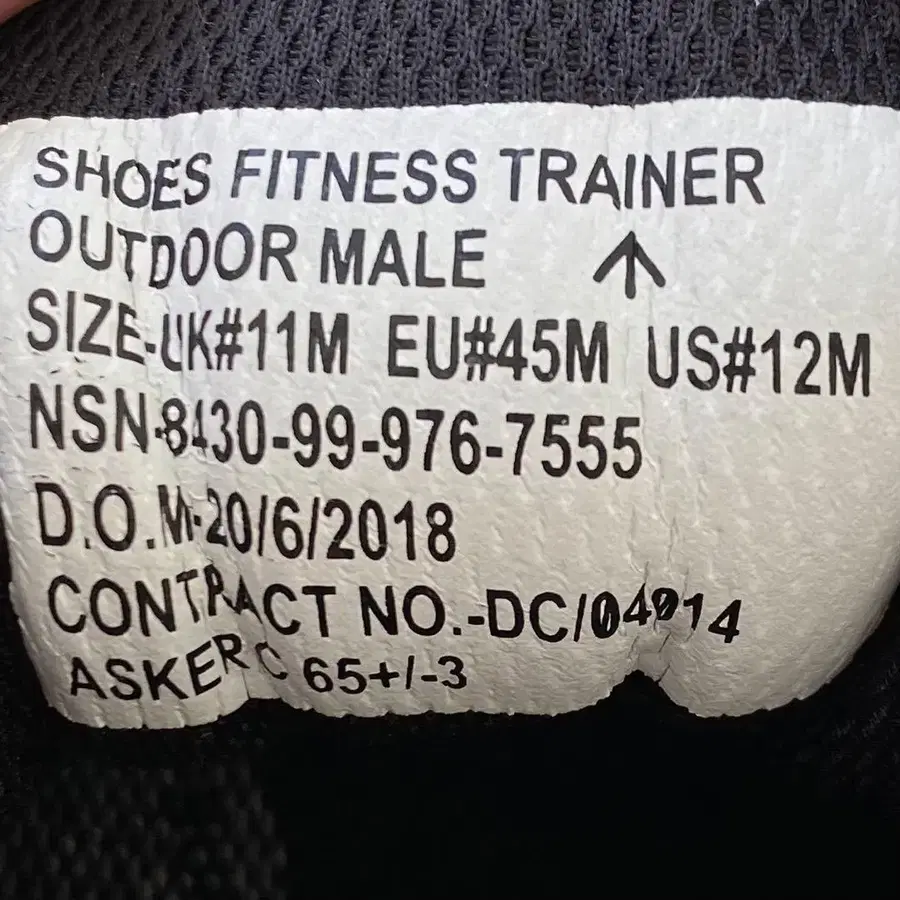 SHOES FITNESS TRAINER
OUTDOOR MALE ↑
SIZE-UK#11M EU#45M US#12M
NSN-8430-99-976-7555
D.O.M-20/6/2018
CONTRACT NO.-DC/04014
ASKER C 65+/-3